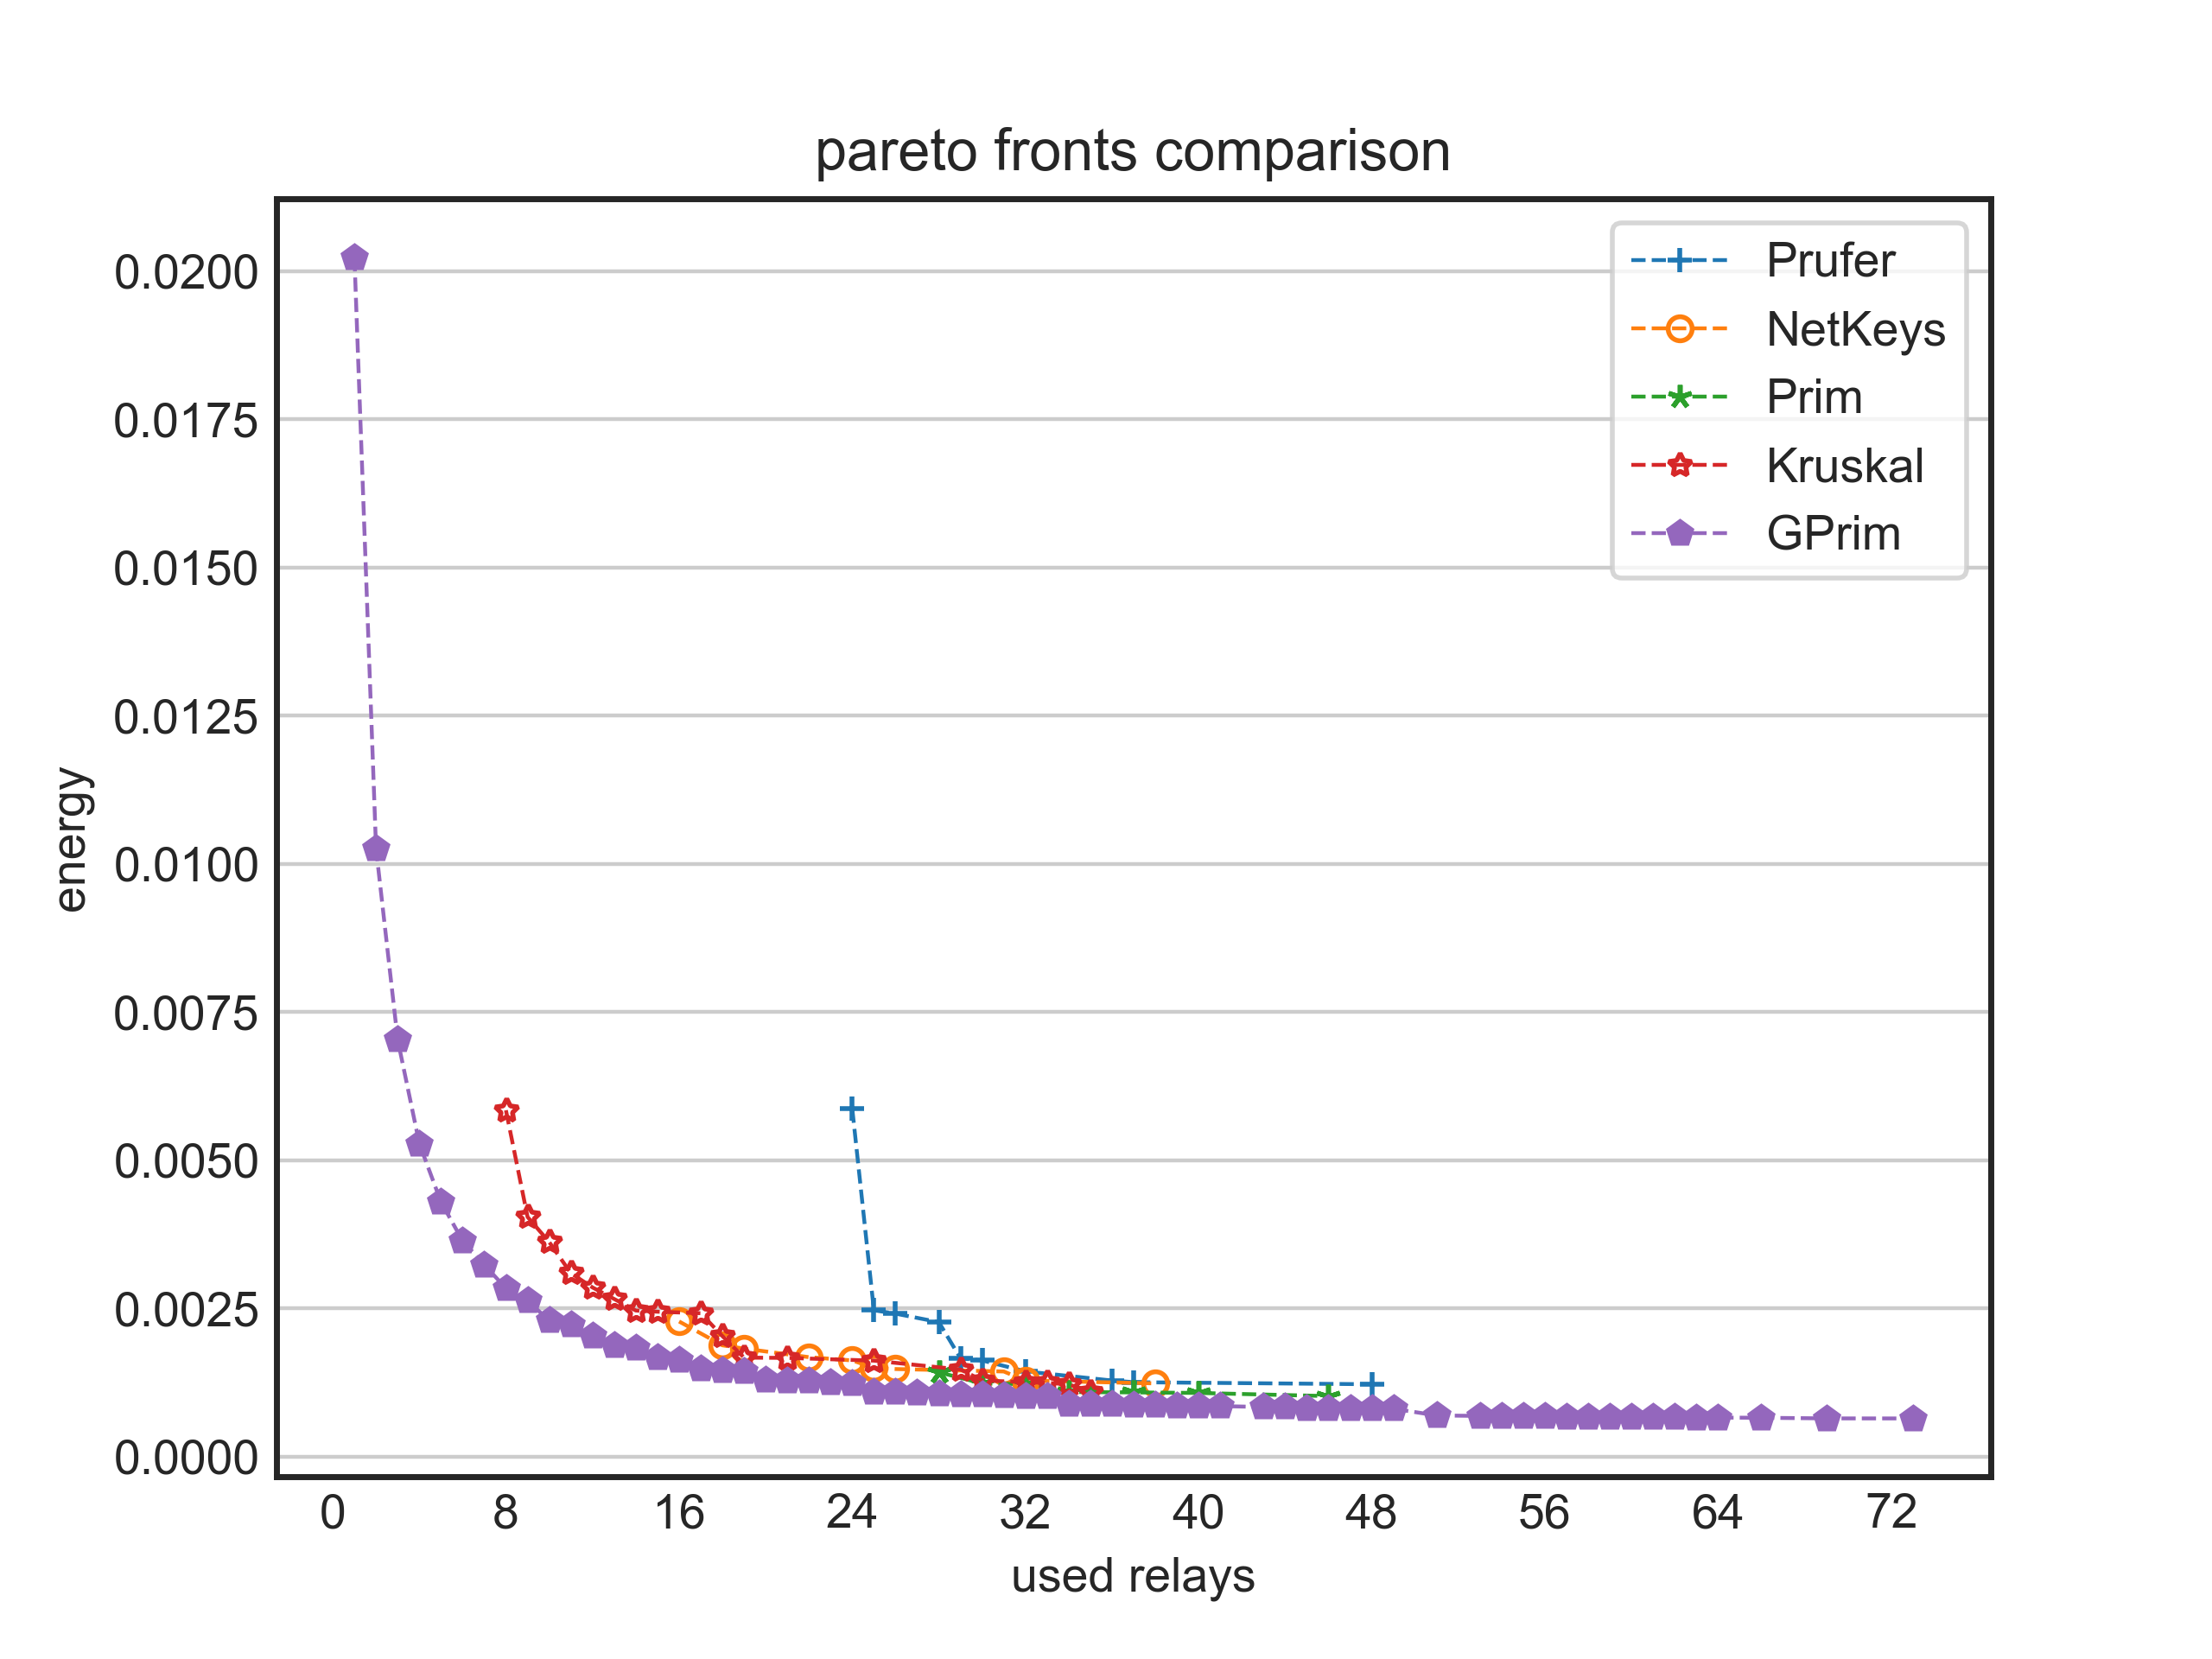 pareto fronts comparison
0.0200
0.0175
0.0150
0.0125
0.0100
0.0075
0.0050
0.0025
0.0000
energy
Prufer
NetKeys
Prim
Kruskal
GPrim
0 8 16 24 32 40 48 56 64 72
used relays